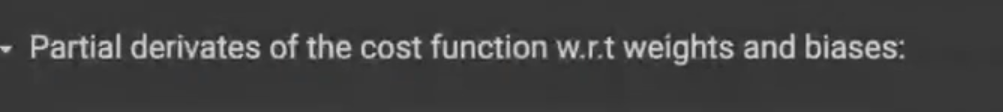 Partial derivates of the cost function w.r.t weights and biases: